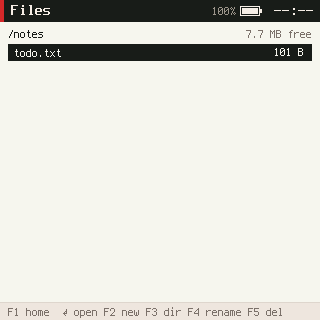 Files 100% --:--
/notes 7.7 MB free
todo.txt 101 B
F1 home ↲ open F2 new F3 dir F4 rename F5 del